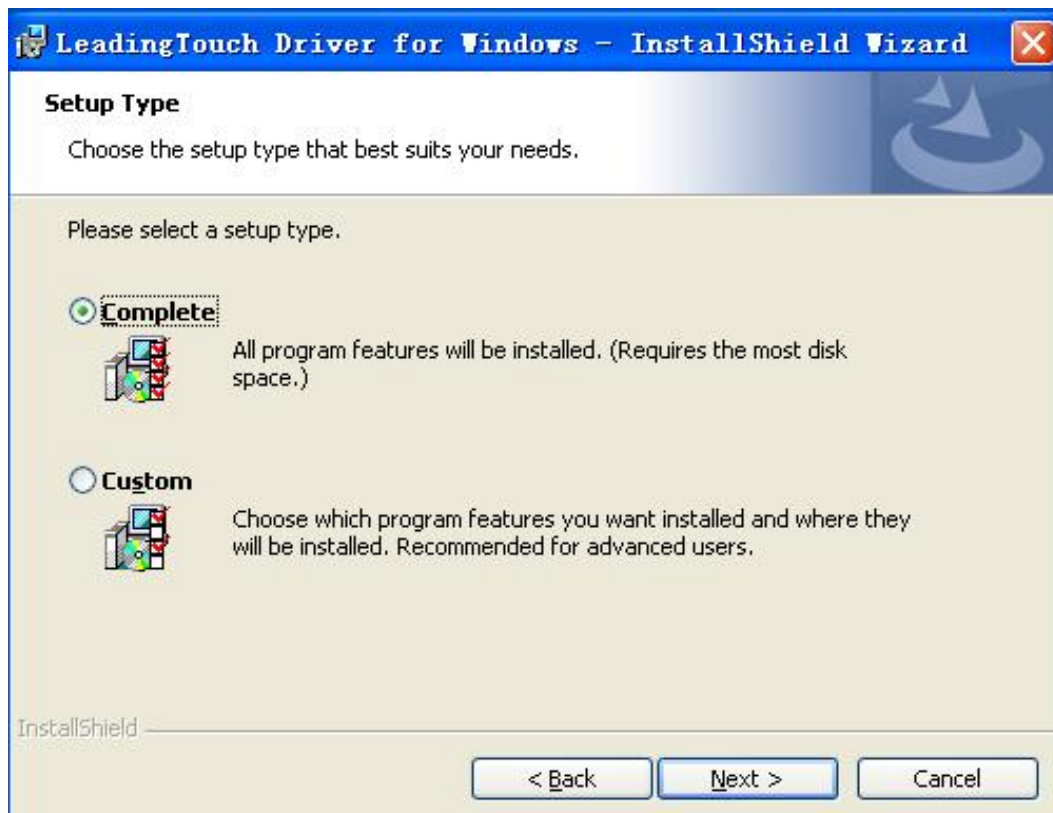 LeadingTouch Driver for Windows - InstallShield Wizard
Setup Type
Choose the setup type that best suits your needs.
Please select a setup type.
Complete
All program features will be installed. (Requires the most disk
space.)
Custom
Choose which program features you want installed and where they
will be installed. Recommended for advanced users.
InstallShield
< Back
Next >
Cancel